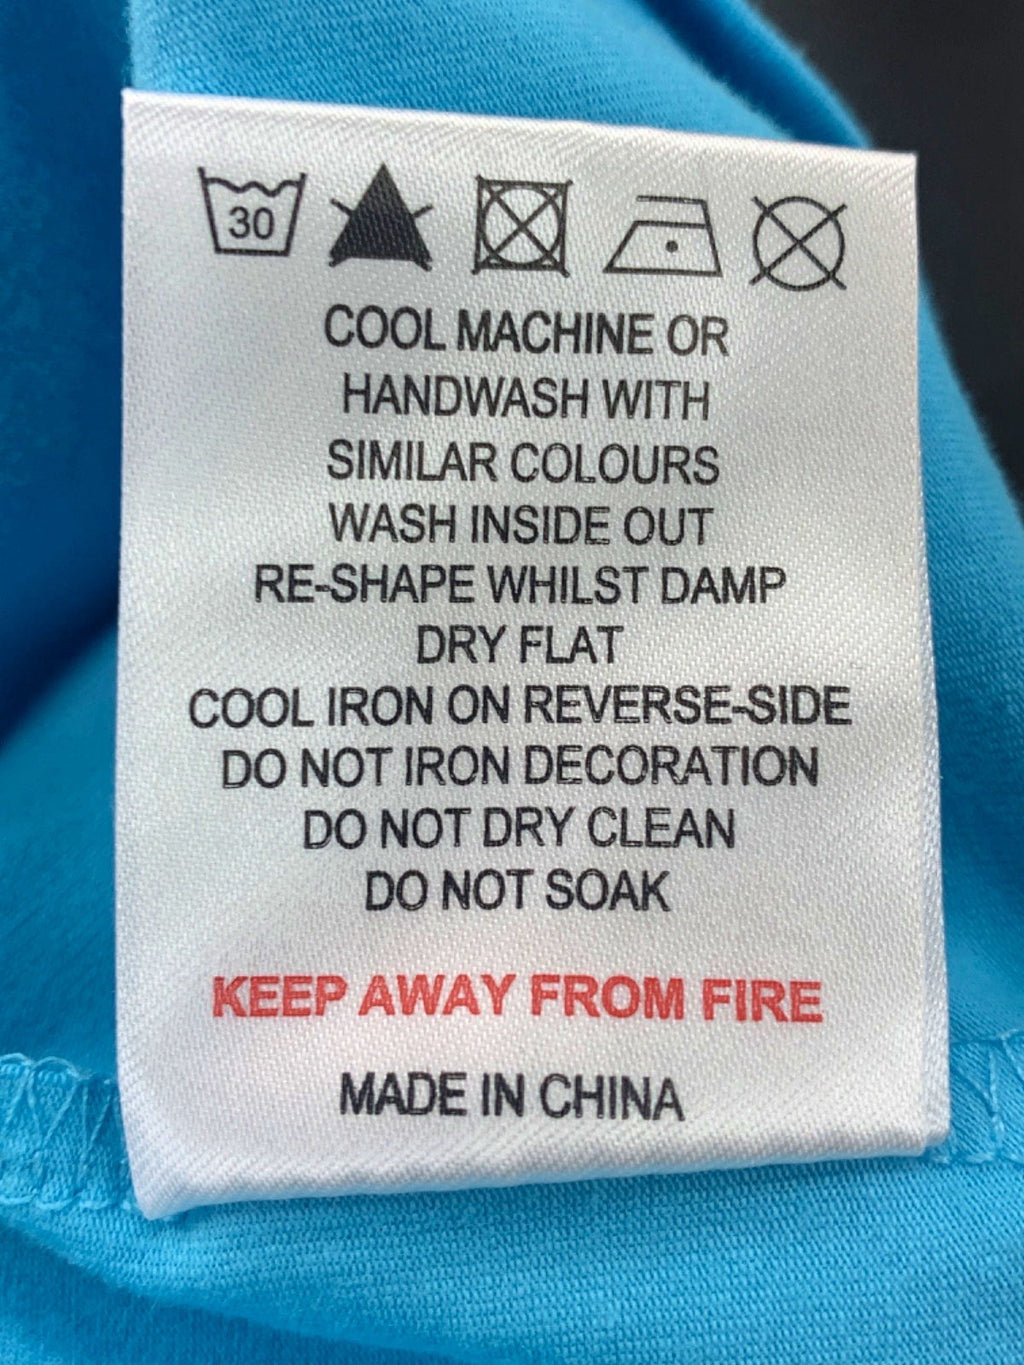 30
COOL MACHINE OR
HANDWASH WITH
SIMILAR COLOURS
WASH INSIDE OUT
RE-SHAPE WHILST DAMP
DRY FLAT
COOL IRON ON REVERSE-SIDE
DO NOT IRON DECORATION
DO NOT DRY CLEAN
DO NOT SOAK
KEEP AWAY FROM FIRE
MADE IN CHINA